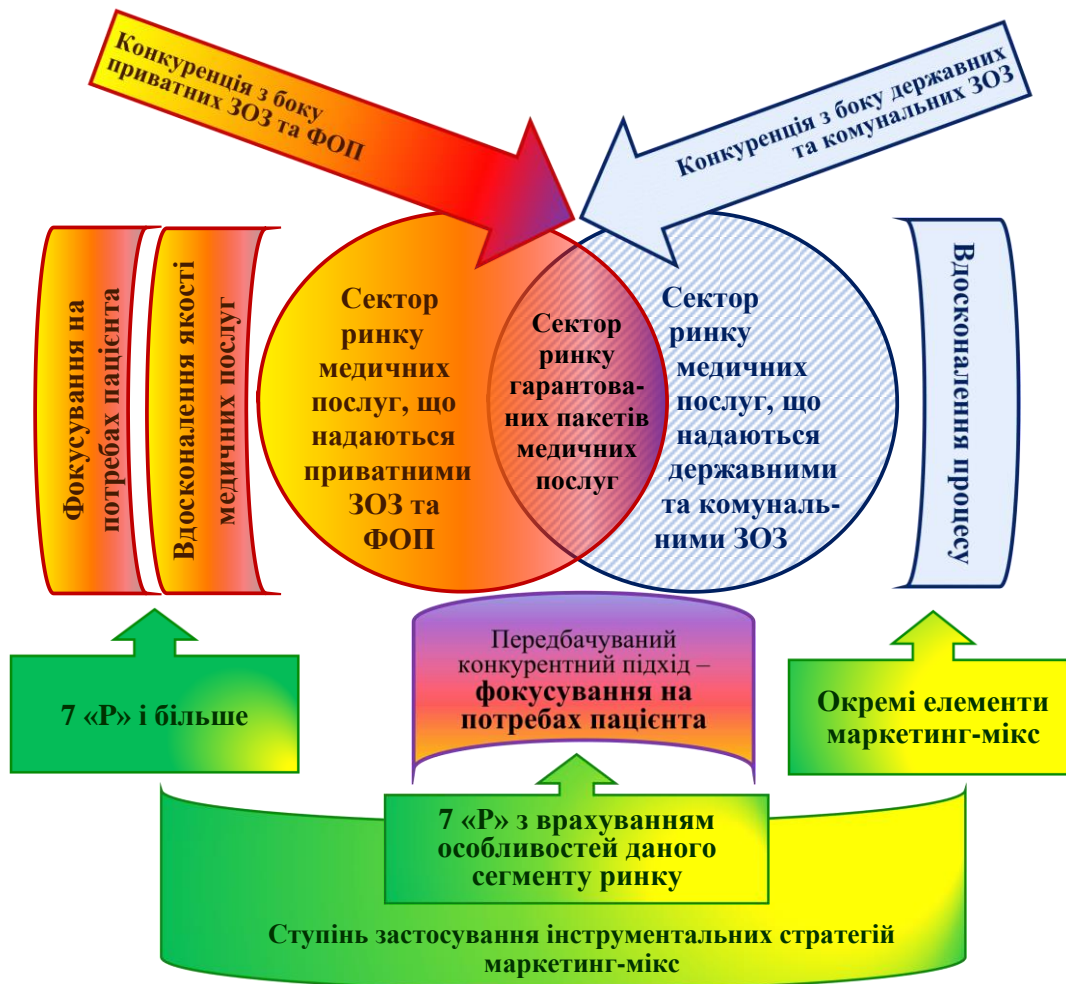 Конкуренція з боку
приватних ЗОЗ та ФОП
Конкуренція з боку державних
та комунальних ЗОЗ
Фокусування на
потребах пацієнта
Вдосконалення якості
медичних послуг
Сектор
ринку
медичних
послуг, що
надаються
приватними
ЗОЗ та
ФОП
Сектор
ринку
гарантова-
них пакетів
медичних
послуг
Сектор
ринку
медичних
послуг, що
надаються
державними
та комуналь-
ними ЗОЗ
Вдосконалення процесу
7 «Р» і більше
Передбачуваний
конкурентний підхід –
фокусування на
потребах пацієнта
Окремі елементи
маркетинг-мікс
7 «Р» з врахуванням
особливостей даного
сегменту ринку
Ступінь застосування інструментальних стратегій
маркетинг-мікс